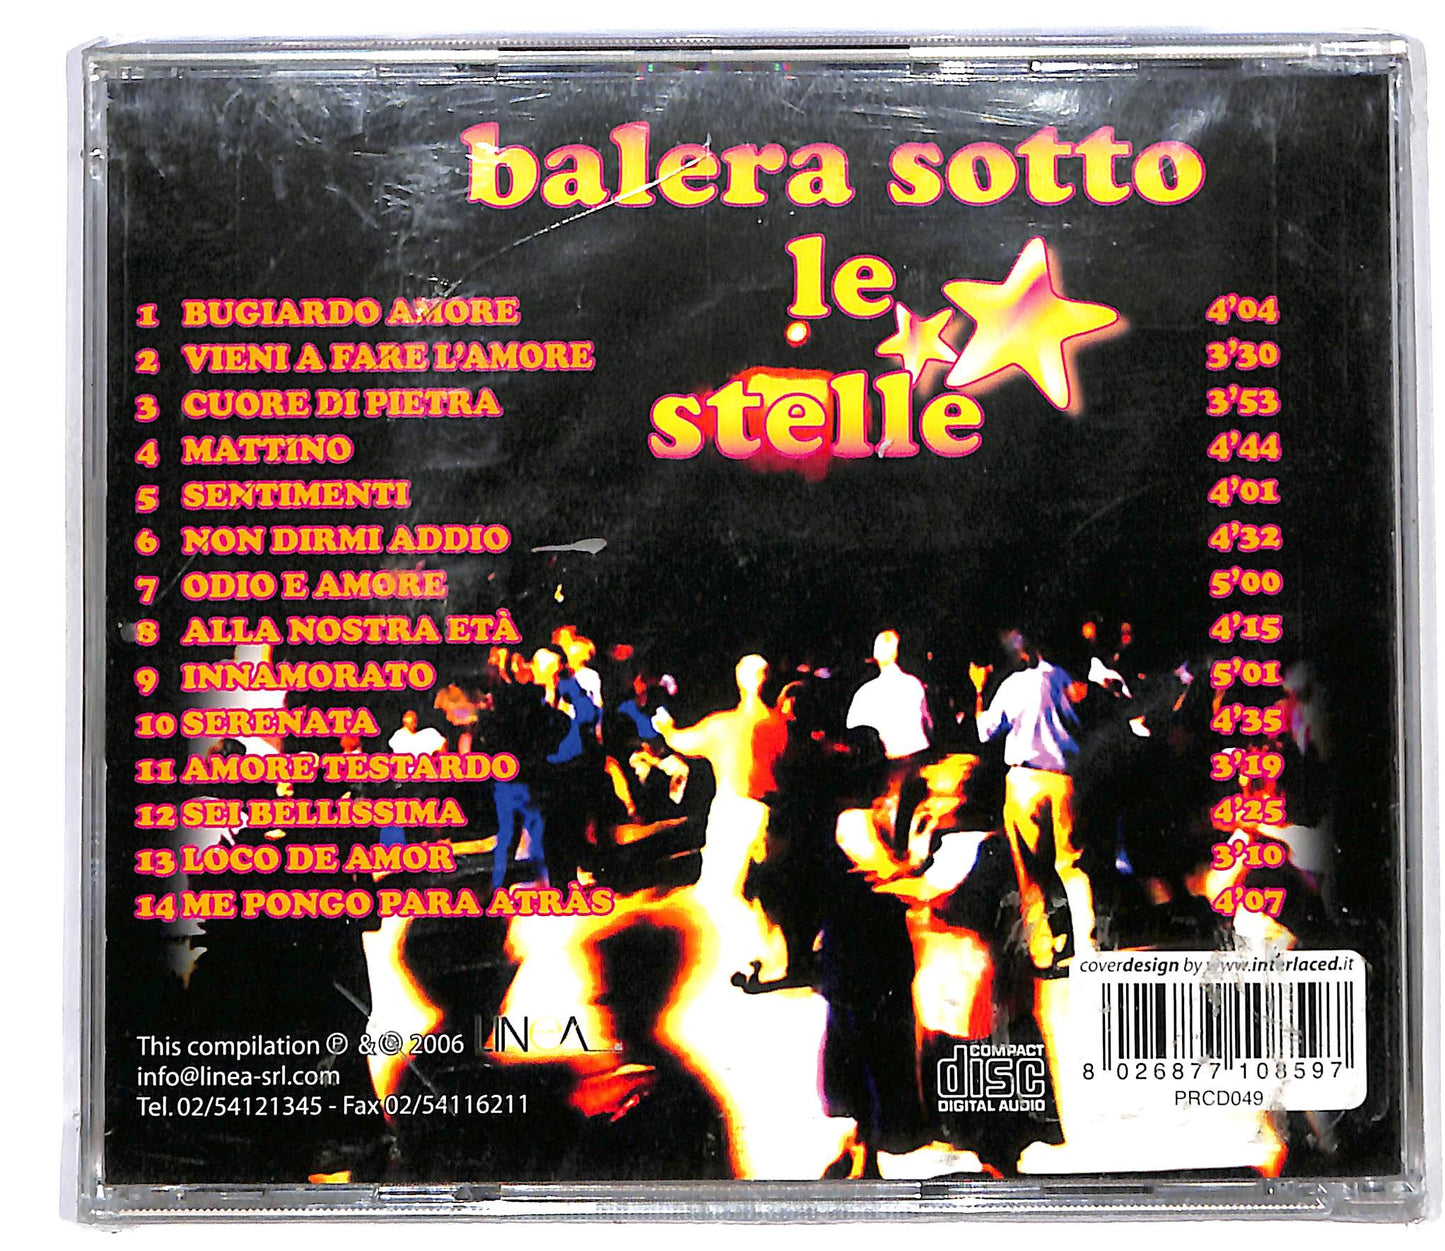 balera sotto
le
stelle
1 BUGIARDO AMORE 4'04
2 VIENI A FARE L'AMORE 3'30
3 CUORE DI PIETRA 3'53
4 MATTINO 4'44
5 SENTIMENTI 4'01
6 NON DIRMI ADDIO 4'32
7 ODIO E AMORE 5'00
8 ALLA NOSTRA ETÀ 4'15
9 INNAMORATO 5'01
10 SERENATA 4'35
11 AMORE TESTARDO 3'19
12 SEI BELLISSIMA 4'25
13 LOCO DE AMOR 3'10
14 ME PONGO PARA ATRÀS 4'07
This compilation ℗ & © 2006 LINEA
info@linea-srl.com
Tel. 02/54121345 - Fax 02/54116211
COMPACT
disc
DIGITAL AUDIO
coverdesign by www.interlaced.it
8 026877 108597
PRCD049